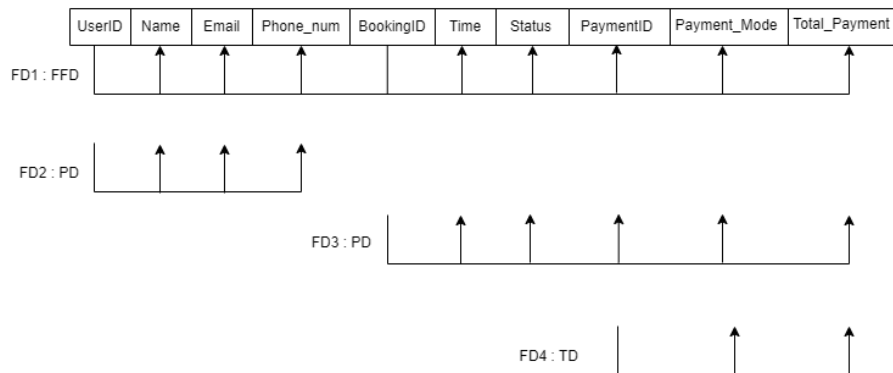 UserID Name Email Phone_num BookingID Time Status PaymentID Payment_Mode Total_Payment
FD1 : FFD
FD2 : PD
FD3 : PD
FD4 : TD